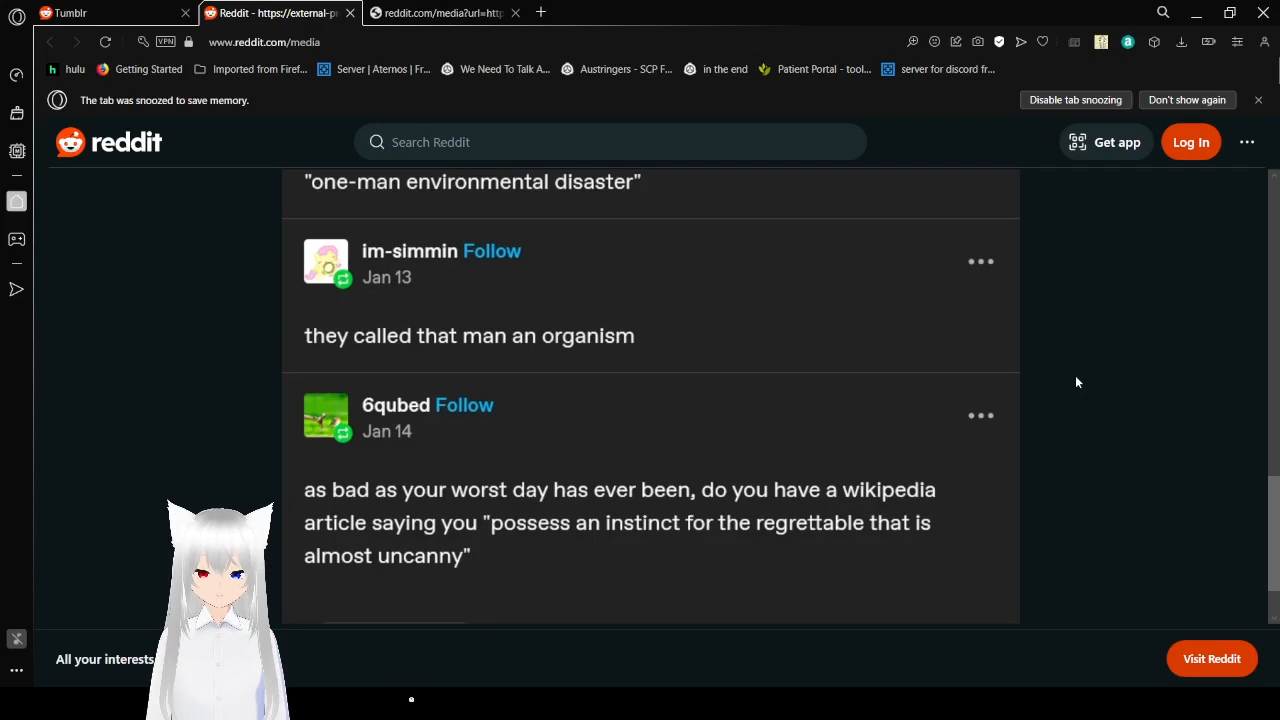 Tumblr
Reddit - https://external-pr
reddit.com/media?url=http
VPN
www.reddit.com/media
hulu
Getting Started
Imported from Firef...
Server | Aternos | Fr...
We Need To Talk A...
Austringers - SCP F...
in the end
Patient Portal - tool...
server for discord fr...
The tab was snoozed to save memory.
Disable tab snoozing
Don't show again
reddit
Search Reddit
Get app
Log In
"one-man environmental disaster"
im-simmin Follow
Jan 13
they called that man an organism
6qubed Follow
Jan 14
as bad as your worst day has ever been, do you have a wikipedia
article saying you "possess an instinct for the regrettable that is
almost uncanny"
All your interests
Visit Reddit